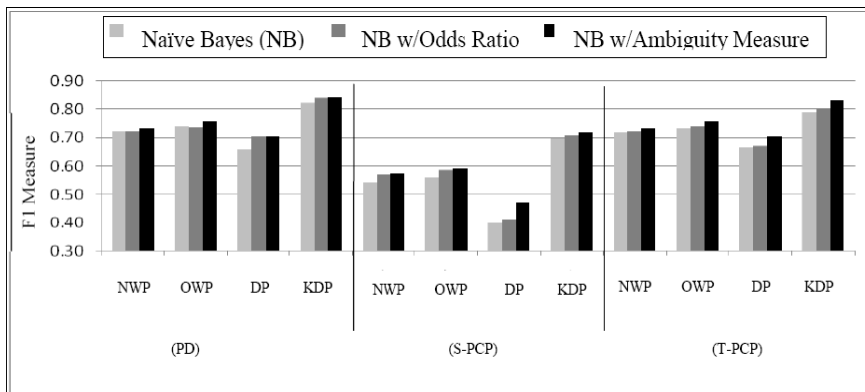 Naïve Bayes (NB) NB w/Odds Ratio NB w/Ambiguity Measure
F1 Measure
0.90
0.80
0.70
0.60
0.50
0.40
0.30
NWP OWP DP KDP NWP OWP DP KDP NWP OWP DP KDP
(PD) (S-PCP) (T-PCP)